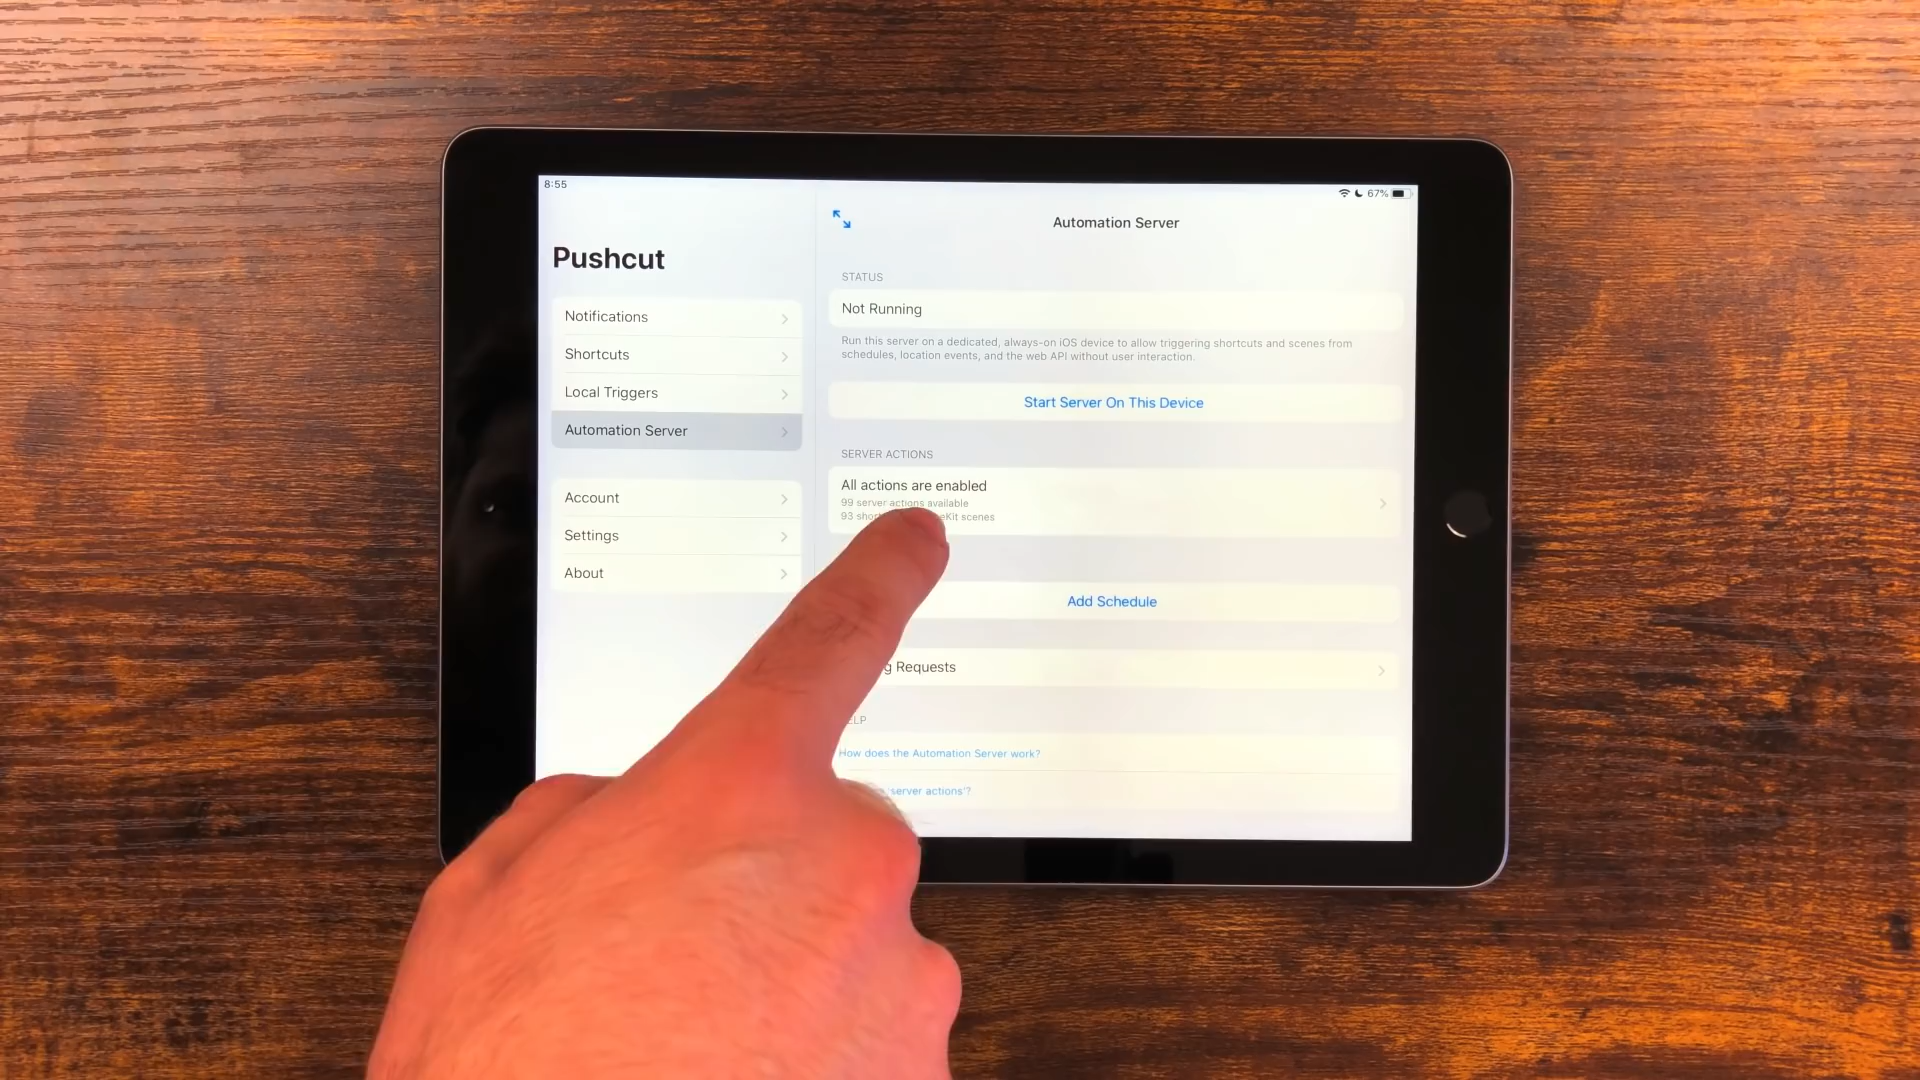 8:55
67%
Pushcut
Notifications
Shortcuts
Local Triggers
Automation Server
Account
Settings
About
Automation Server
STATUS
Not Running
Run this server on a dedicated, always-on iOS device to allow triggering shortcuts and scenes from
schedules, location events, and the web API without user interaction.
Start Server On This Device
SERVER ACTIONS
All actions are enabled
99 server actions available
93 scenes
Add Schedule
Requests
How does the Automation Server work?
'server actions'?